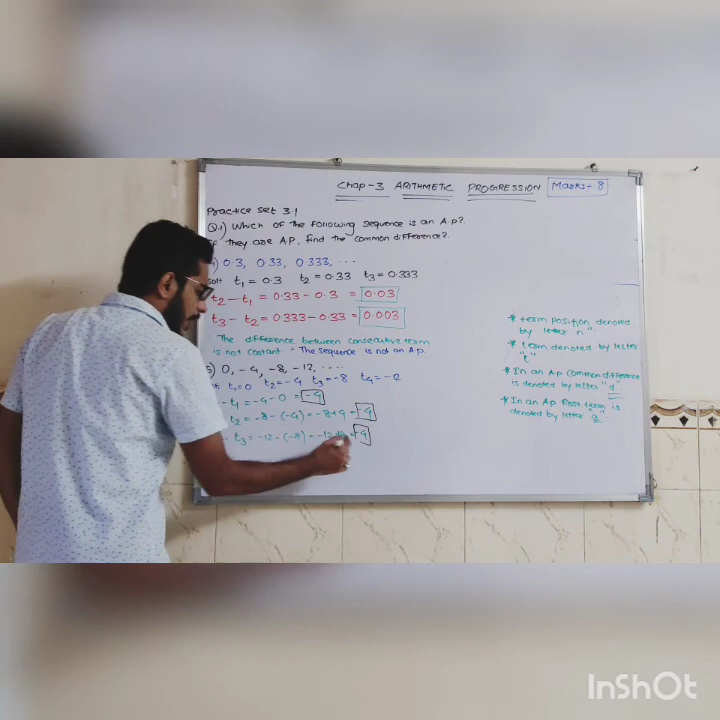 Chap-3 ARITHMETIC PROGRESSION Marks:- 8
Practice set 3.1
Q.1) Which of the following sequence is an A.P?
If they are A.P, find the common difference?
4) 0.3, 0.33, 0.333, ...
soln t1 = 0.3 t2 = 0.33 t3 = 0.333
t2 - t1 = 0.33 - 0.3 = 0.03
t3 - t2 = 0.333 - 0.33 = 0.003
The difference between consecutive term
is not constant - The sequence is not an A.P.
5) 0, -4, -8, -12, ....
t1 = 0 t2 = -4 t3 = -8 t4 = -12
- t1 = -4 - 0 = -4
t2 = -8 - (-4) = -8+4 = -4
- t3 = -12 - (-8) = -12+8 = -4
* term position denoted
by letter "n"
* term denoted by letter
"t"
* In an A.p common difference
is denoted by letter "d"
* In an A.p first term is
denoted by letter "a"
InShOt